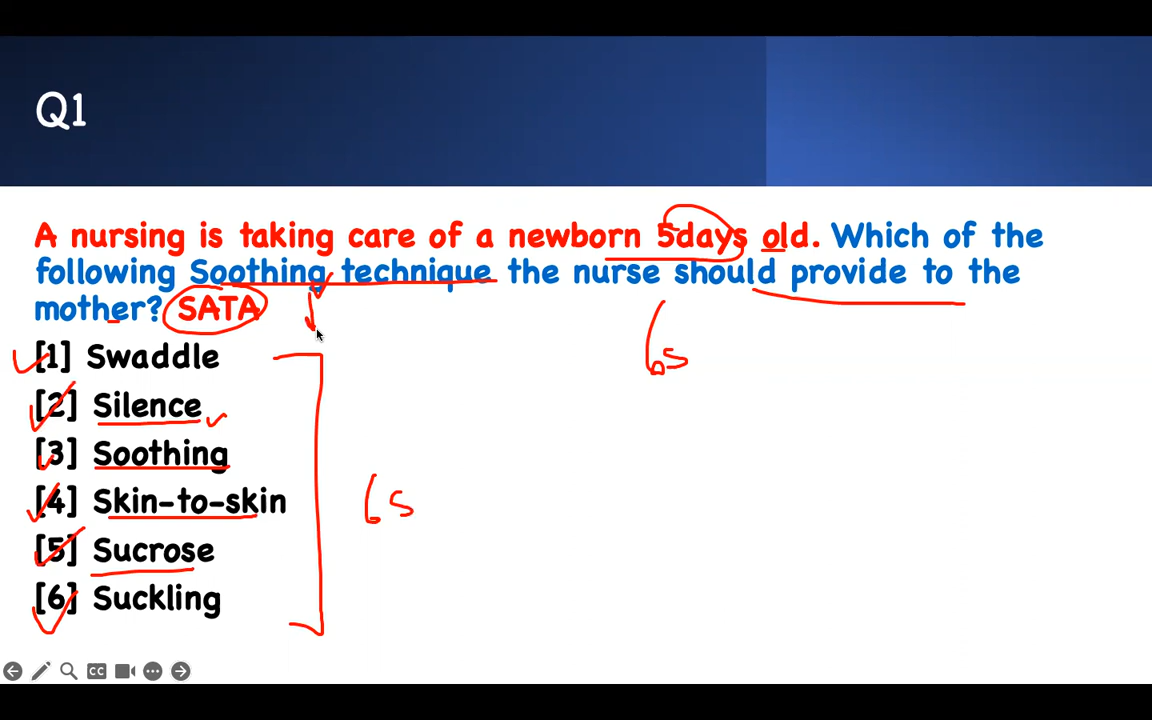 Q1
A nursing is taking care of a newborn 5days old. Which of the
following Soothing technique the nurse should provide to the
mother? SATA
[1] Swaddle
[2] Silence
[3] Soothing
[4] Skin-to-skin
[5] Sucrose
[6] Suckling
6s
6s
CC